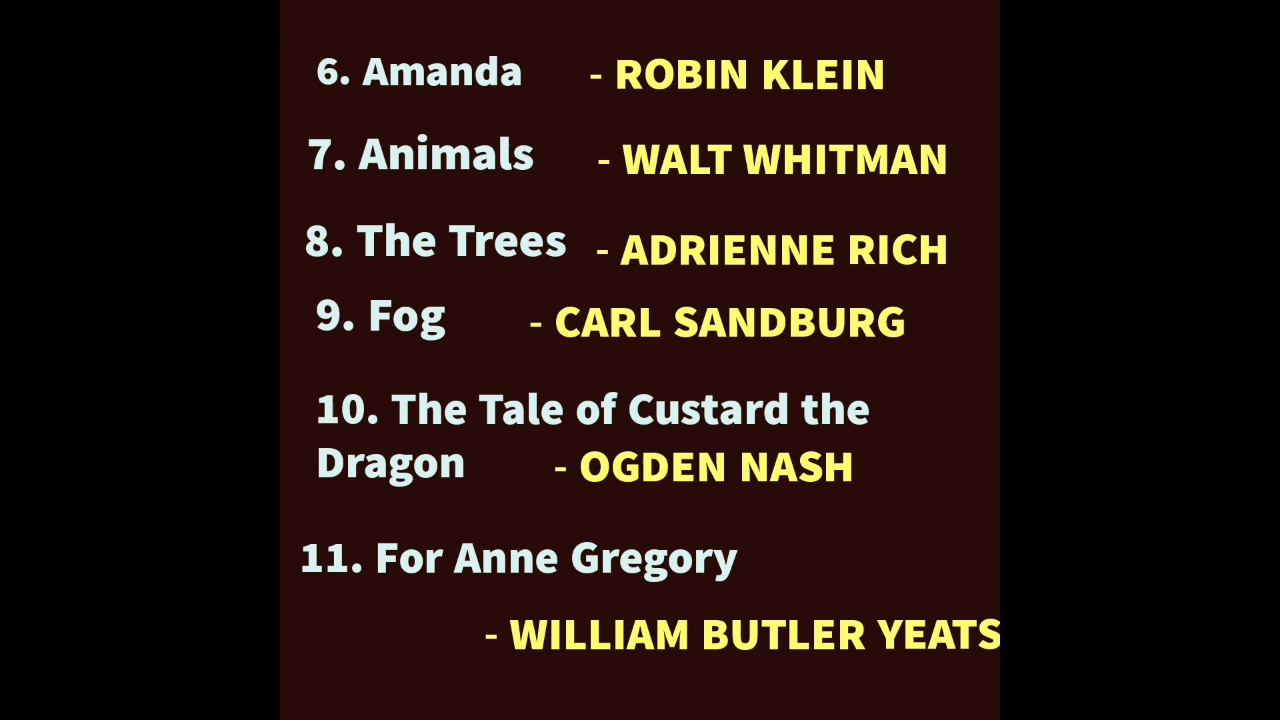 6. Amanda - ROBIN KLEIN
7. Animals - WALT WHITMAN
8. The Trees - ADRIENNE RICH
9. Fog - CARL SANDBURG
10. The Tale of Custard the
Dragon - OGDEN NASH
11. For Anne Gregory
- WILLIAM BUTLER YEATS